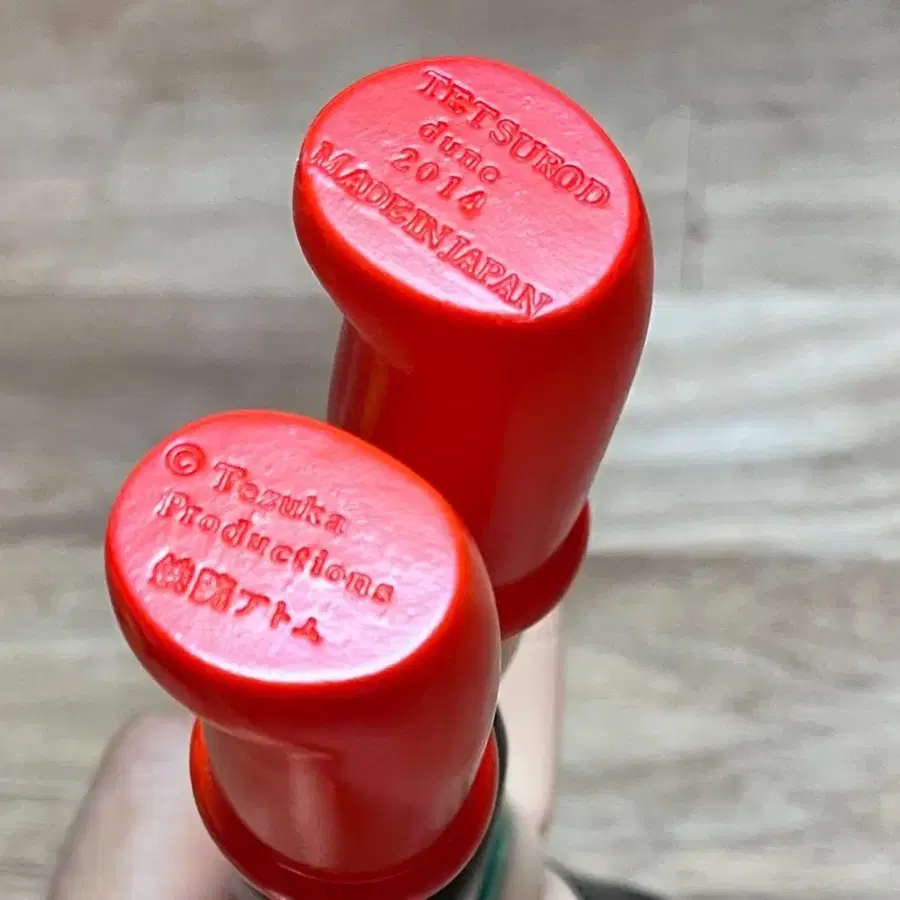 TETSUROD
dune
2014
MADE IN JAPAN
© Tezuka
Productions
鉄腕アトム